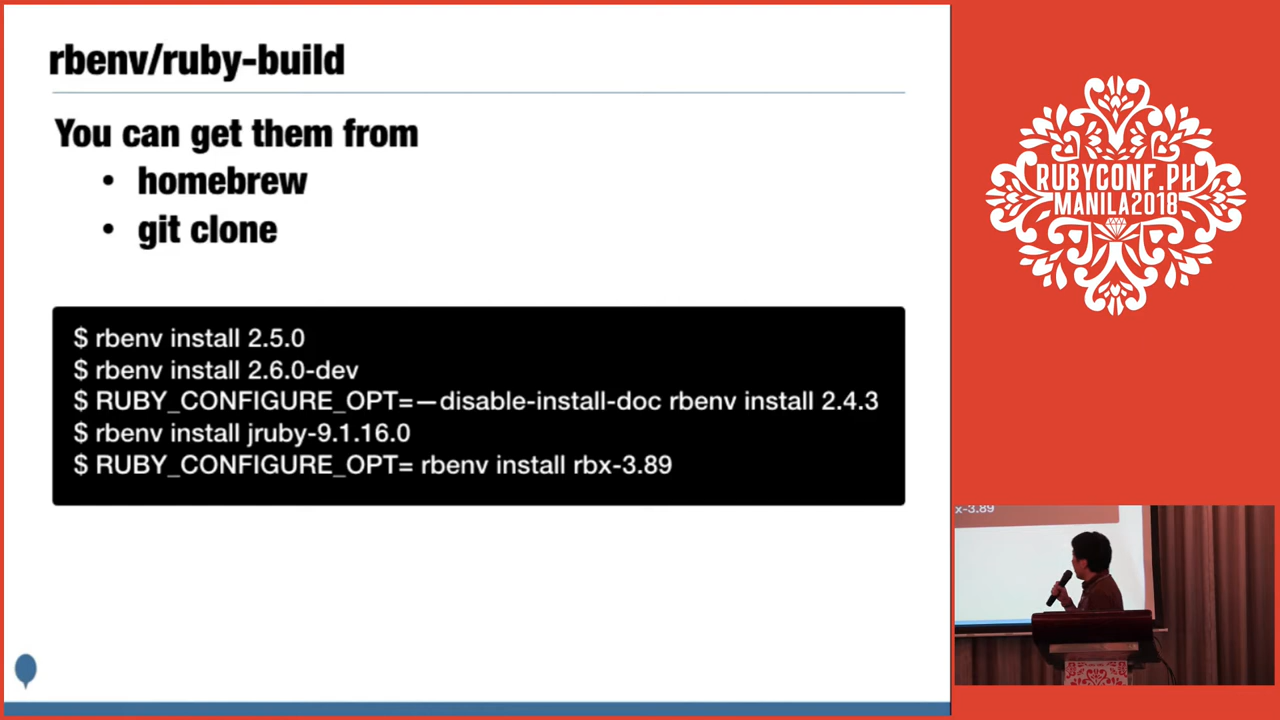 rbenv/ruby-build
You can get them from
• homebrew
• git clone
$ rbenv install 2.5.0
$ rbenv install 2.6.0-dev
$ RUBY_CONFIGURE_OPT=—disable-install-doc rbenv install 2.4.3
$ rbenv install jruby-9.1.16.0
$ RUBY_CONFIGURE_OPT= rbenv install rbx-3.89
RUBYCONF.PH
MANILA2018
x-3.89